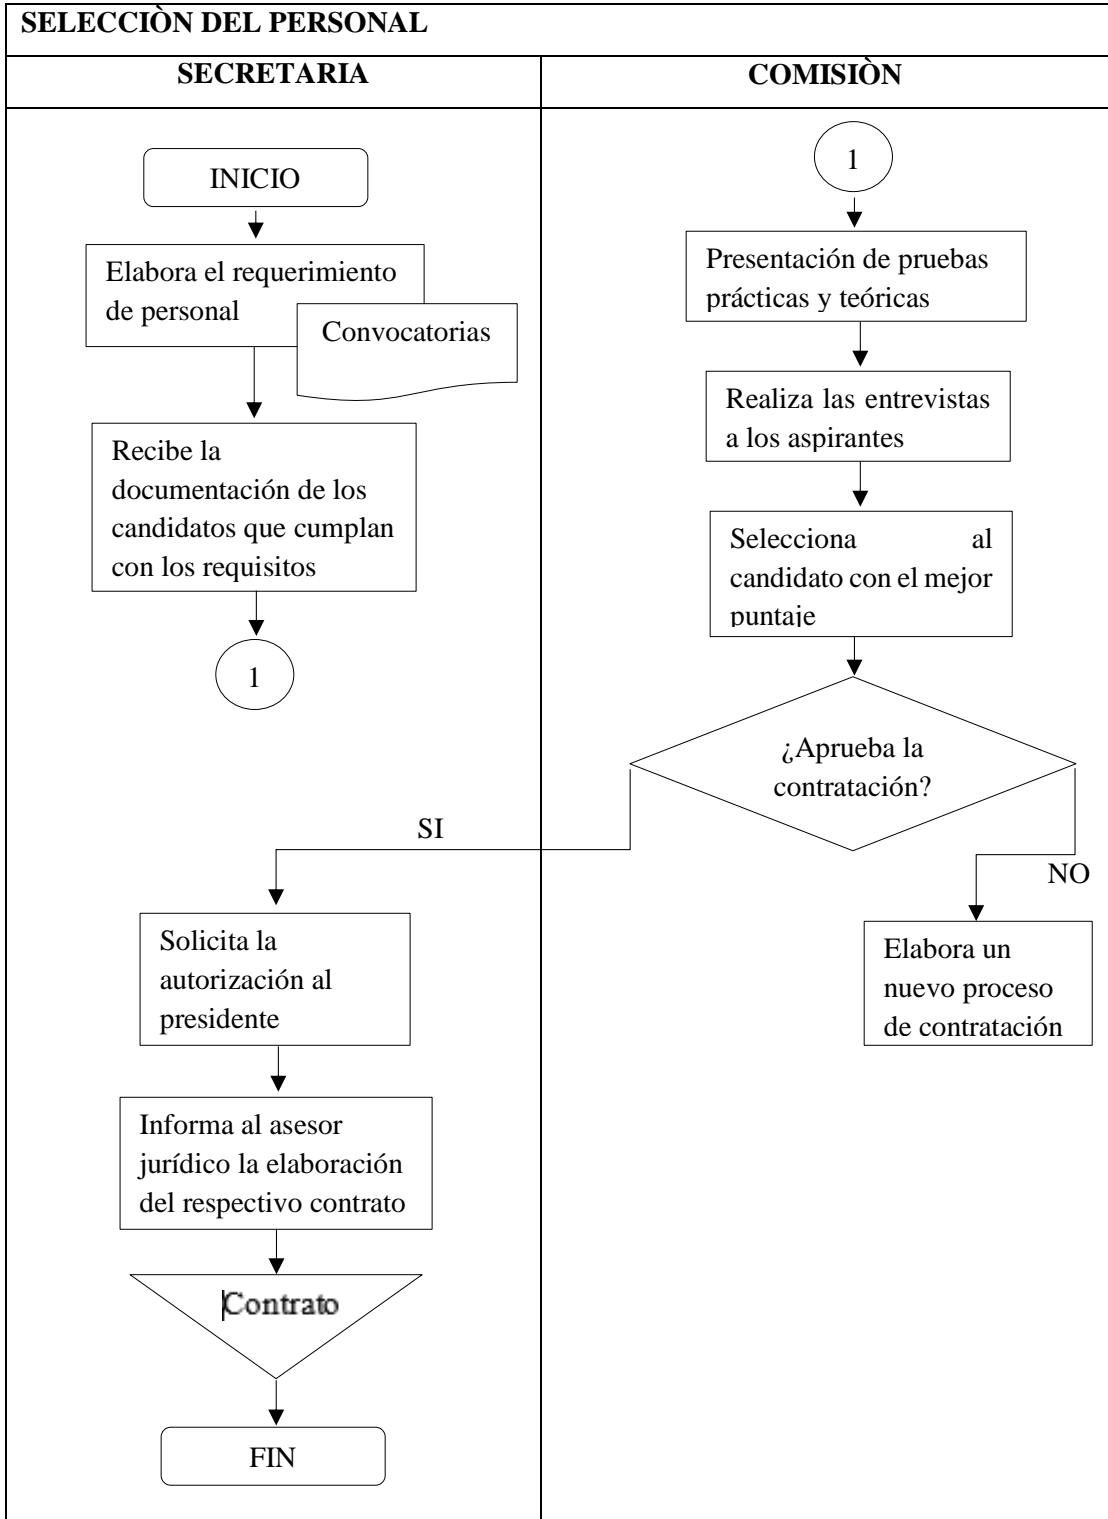 SELECCIÒN DEL PERSONAL
SECRETARIA
COMISIÒN
INICIO
Elabora el requerimiento
de personal
Convocatorias
Recibe la
documentación de los
candidatos que cumplan
con los requisitos
1
1
Presentación de pruebas
prácticas y teóricas
Realiza las entrevistas
a los aspirantes
Selecciona al
candidato con el mejor
puntaje
¿Aprueba la
contratación?
SI
NO
Elabora un
nuevo proceso
de contratación
Solicita la
autorización al
presidente
Informa al asesor
jurídico la elaboración
del respectivo contrato
Contrato
FIN